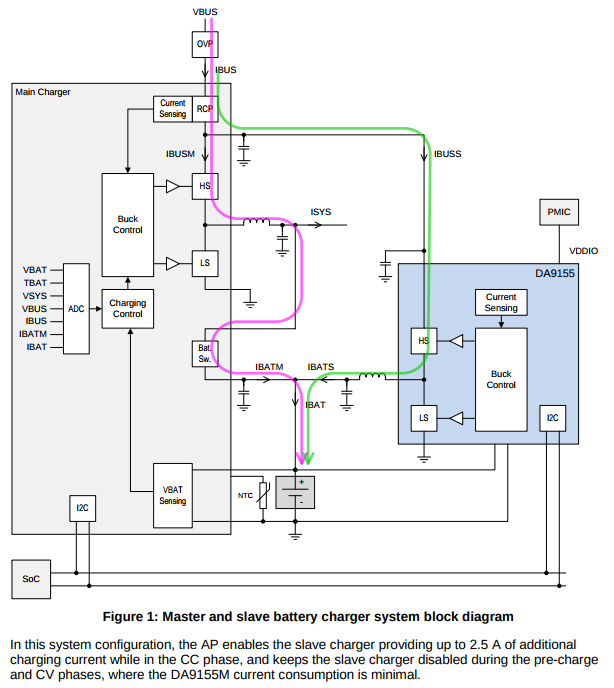 VBUS
OVP
IBUS
Main Charger
Current
Sensing
RCP
IBUSM
IBUSS
HS
ISYS
Buck
Control
PMIC
VDDIO
LS
DA9155
VBAT
TBAT
VSYS
VBUS
IBUS
IBATM
IBAT
ADC
Charging
Control
Current
Sensing
HS
Bat.
Sw.
IBATM
IBATS
Buck
Control
IBAT
LS
I2C
VBAT
Sensing
NTC
+
-
I2C
SoC
Figure 1: Master and slave battery charger system block diagram
In this system configuration, the AP enables the slave charger providing up to 2.5 A of additional
charging current while in the CC phase, and keeps the slave charger disabled during the pre-charge
and CV phases, where the DA9155M current consumption is minimal.